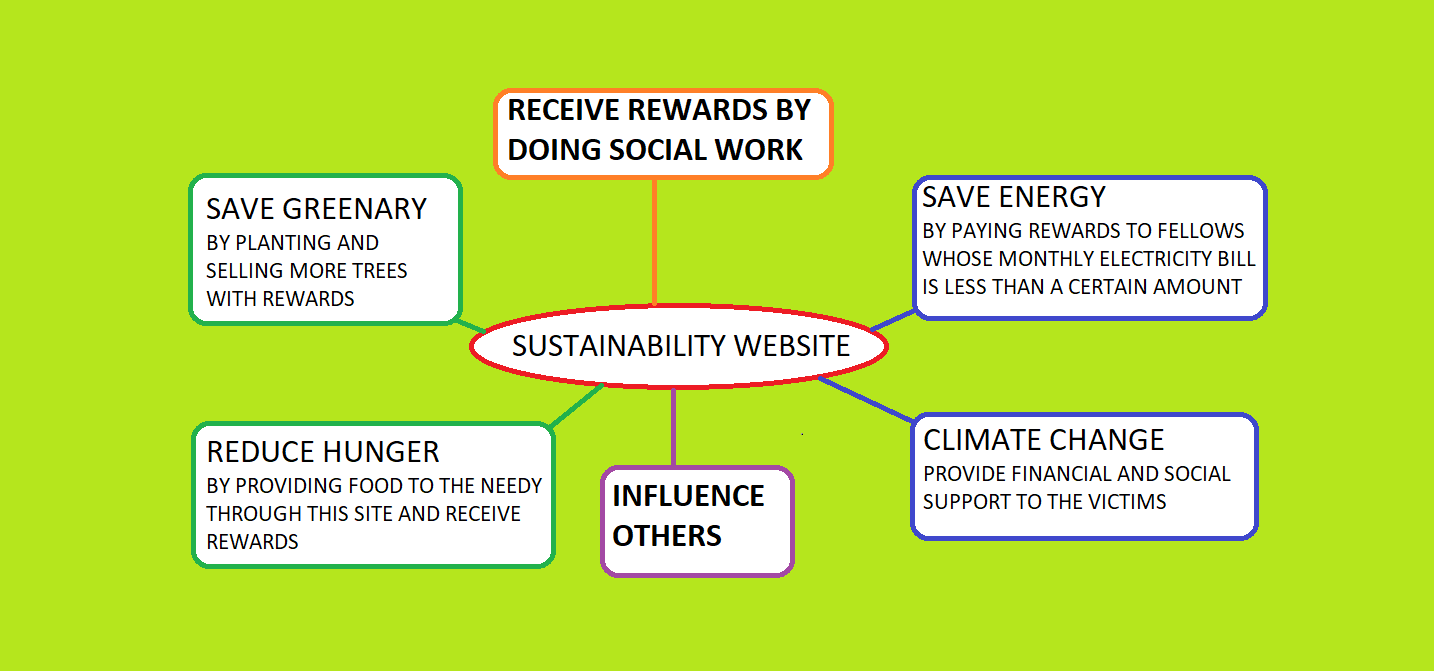 RECEIVE REWARDS BY
DOING SOCIAL WORK
SAVE GREENARY
BY PLANTING AND
SELLING MORE TREES
WITH REWARDS
SAVE ENERGY
BY PAYING REWARDS TO FELLOWS
WHOSE MONTHLY ELECTRICITY BILL
IS LESS THAN A CERTAIN AMOUNT
SUSTAINABILITY WEBSITE
REDUCE HUNGER
BY PROVIDING FOOD TO THE NEEDY
THROUGH THIS SITE AND RECEIVE
REWARDS
INFLUENCE
OTHERS
CLIMATE CHANGE
PROVIDE FINANCIAL AND SOCIAL
SUPPORT TO THE VICTIMS